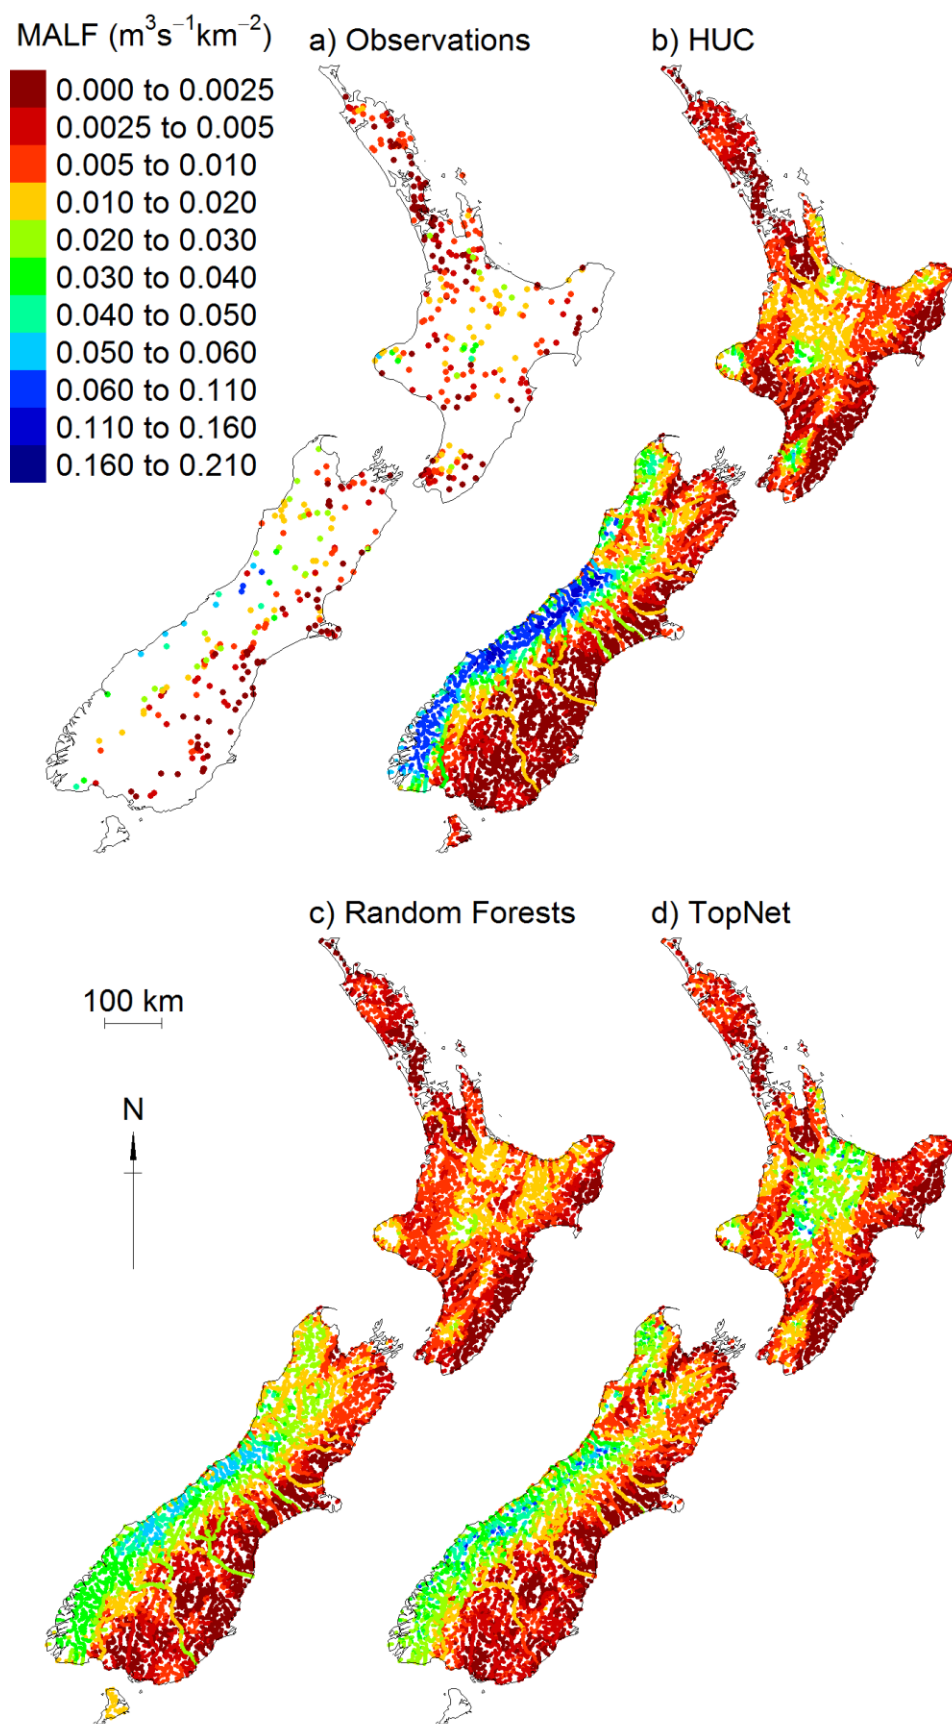 MALF (m³s⁻¹km⁻²)
a) Observations
b) HUC
0.000 to 0.0025
0.0025 to 0.005
0.005 to 0.010
0.010 to 0.020
0.020 to 0.030
0.030 to 0.040
0.040 to 0.050
0.050 to 0.060
0.060 to 0.110
0.110 to 0.160
0.160 to 0.210
c) Random Forests
d) TopNet
100 km
N